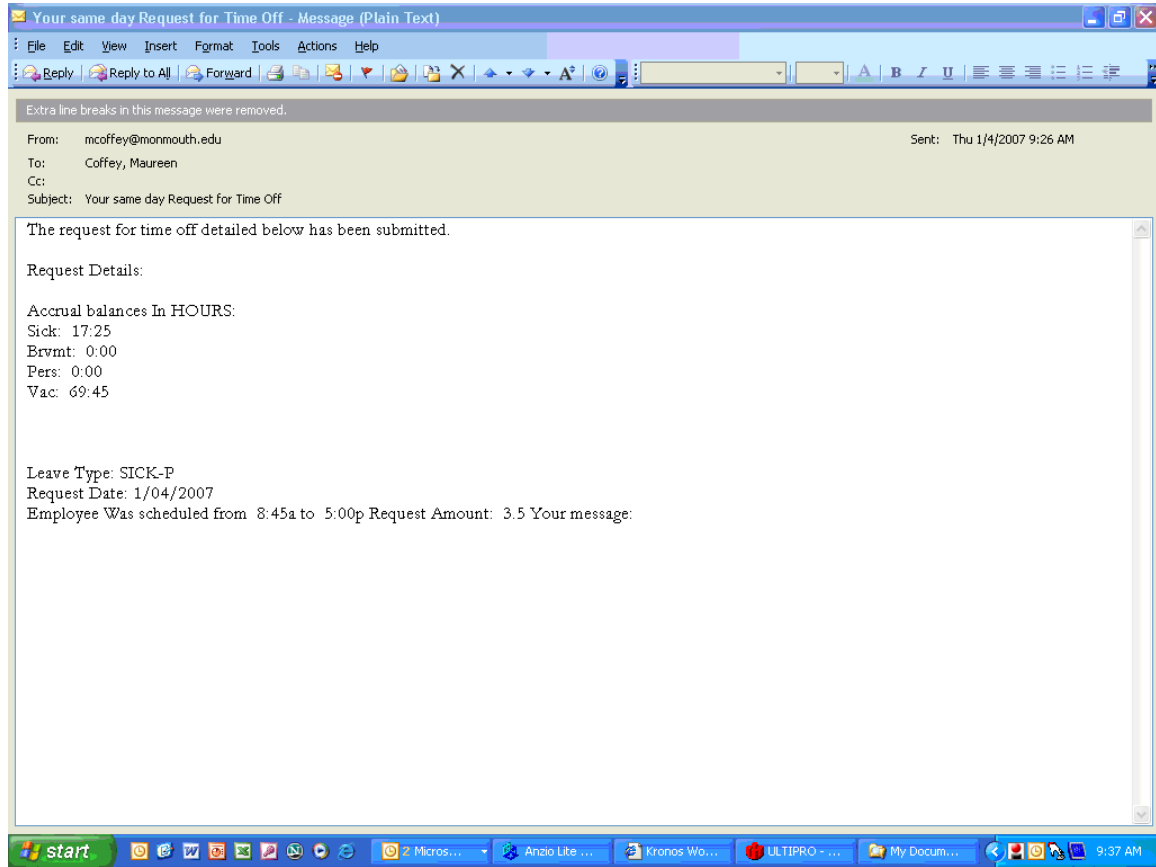 Your same day Request for Time Off - Message (Plain Text)
File Edit View Insert Format Tools Actions Help
Reply Reply to All Forward A B I U
Extra line breaks in this message were removed.
From: mcoffey@monmouth.edu Sent: Thu 1/4/2007 9:26 AM
To: Coffey, Maureen
Cc:
Subject: Your same day Request for Time Off
The request for time off detailed below has been submitted.
Request Details:
Accrual balances In HOURS:
Sick: 17:25
Brvmt: 0:00
Pers: 0:00
Vac: 69:45
Leave Type: SICK-P
Request Date: 1/04/2007
Employee Was scheduled from 8:45a to 5:00p Request Amount: 3.5 Your message:
start 2 Micros... Anzio Lite ... Kronos Wo... ULTIPRO - ... My Docum... 9:37 AM